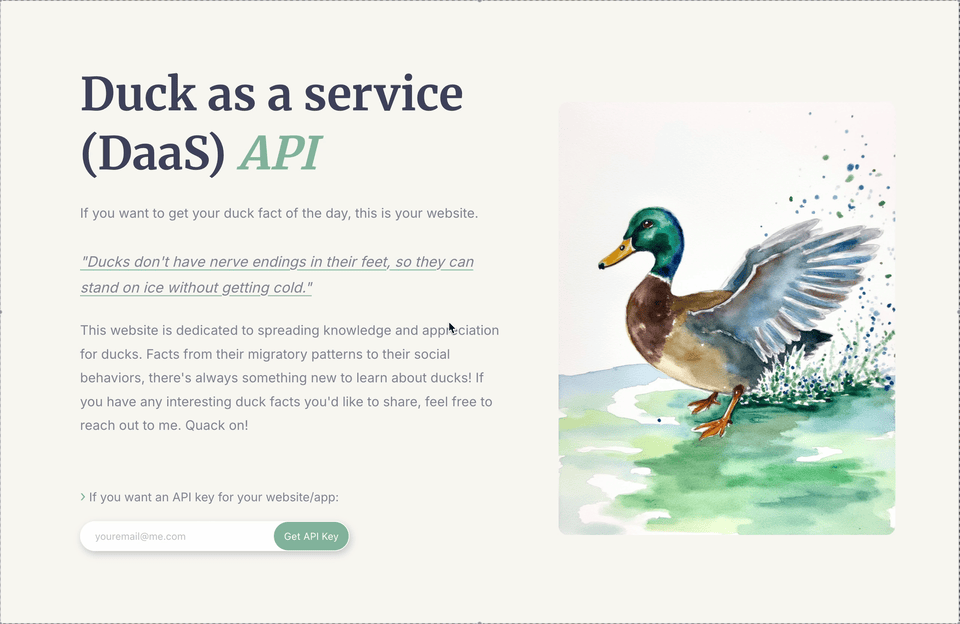 Duck as a service
(DaaS) API
If you want to get your duck fact of the day, this is your website.
"Ducks don't have nerve endings in their feet, so they can
stand on ice without getting cold."
This website is dedicated to spreading knowledge and appreciation
for ducks. Facts from their migratory patterns to their social
behaviors, there's always something new to learn about ducks! If
you have any interesting duck facts you'd like to share, feel free to
reach out to me. Quack on!
› If you want an API key for your website/app:
youremail@me.com
Get API Key